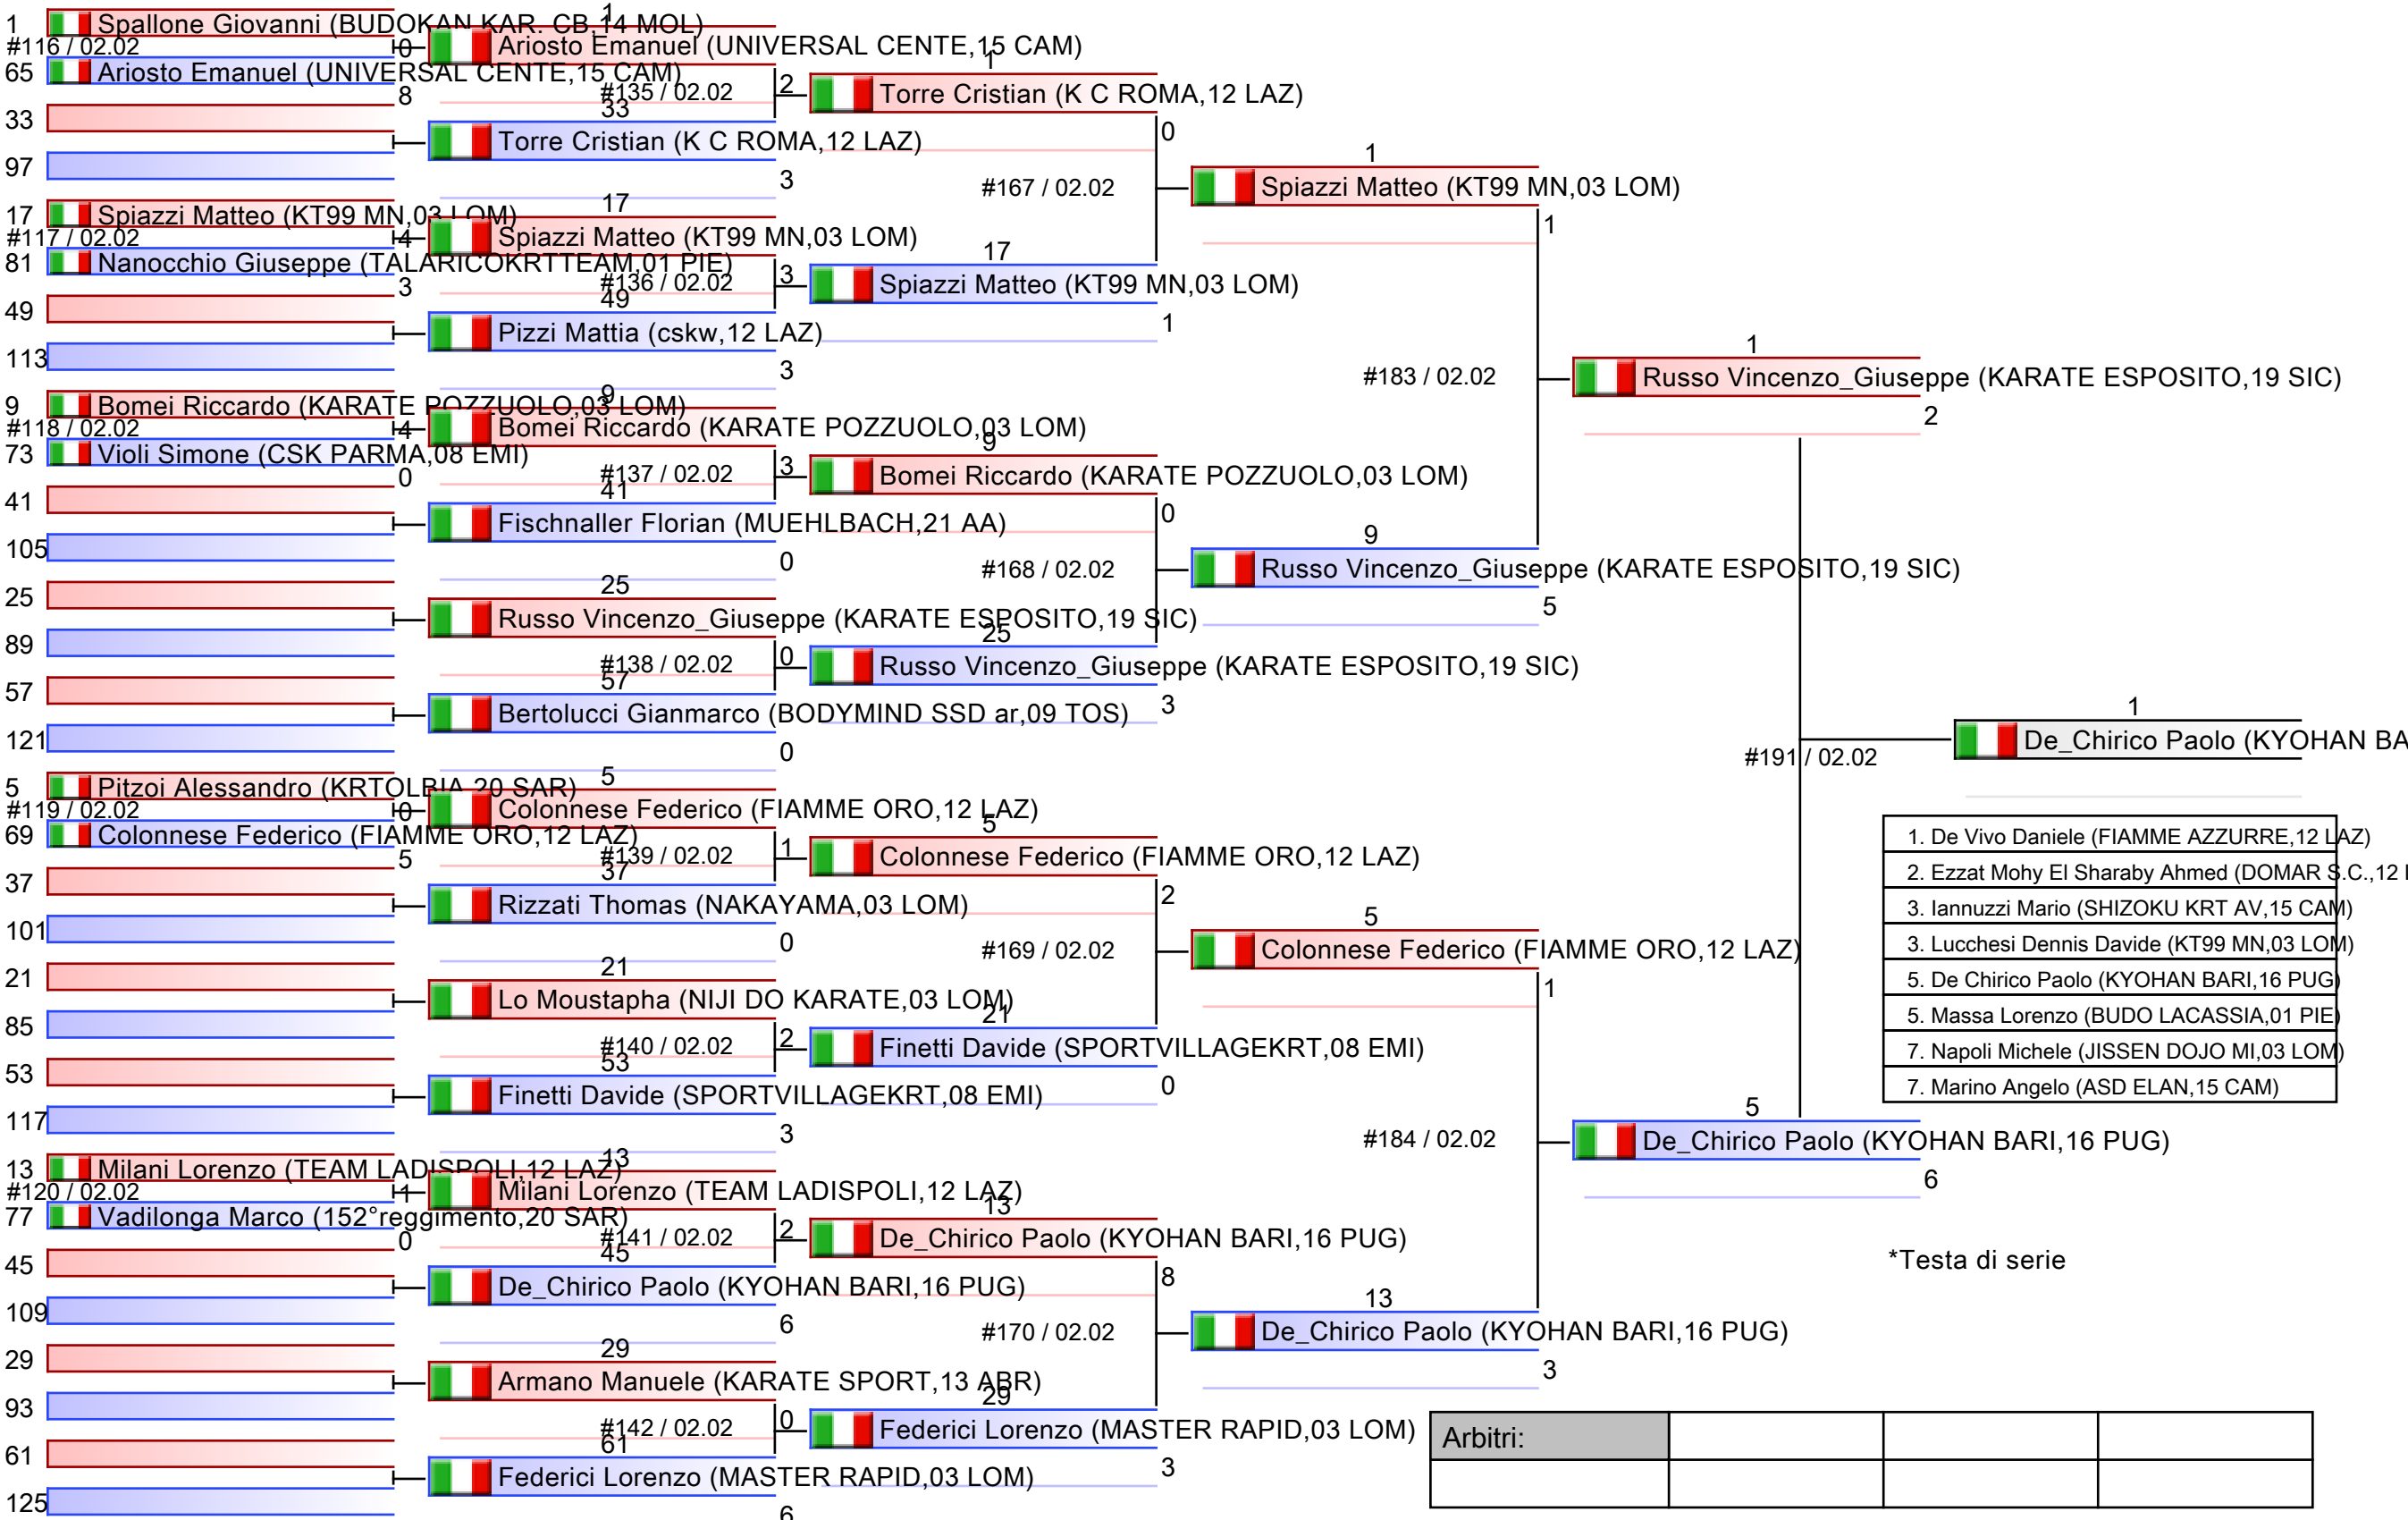 1 Spallone Giovanni (BUDOKAN KAR. CB,14 MOL)
#116 / 02.02 0
65 Ariosto Emanuel (UNIVERSAL CENTE,15 CAM)
8
33
97
17 Spiazzi Matteo (KT99 MN,03 LOM)
#117 / 02.02 4
81 Nanocchio Giuseppe (TALARICOKRTTEAM,01 PIE)
3
49
113
9 Bomei Riccardo (KARATE POZZUOLO,03 LOM)
#118 / 02.02 4
73 Violi Simone (CSK PARMA,08 EMI)
0
41
105
25
89
57
121
5 Pitzoi Alessandro (KRTOLBIA,20 SAR)
#119 / 02.02 0
69 Colonnese Federico (FIAMME ORO,12 LAZ)
5
37
101
21
85
53
117
13 Milani Lorenzo (TEAM LADISPOLI,12 LAZ)
#120 / 02.02 1
77 Vadilonga Marco (152°reggimento,20 SAR)
0
45
109
29
93
61
125
1
Ariosto Emanuel (UNIVERSAL CENTE,15 CAM)
#135 / 02.02 2
33
Torre Cristian (K C ROMA,12 LAZ)
3
17
Spiazzi Matteo (KT99 MN,03 LOM)
#136 / 02.02 3
49
Pizzi Mattia (cskw,12 LAZ)
3
9
Bomei Riccardo (KARATE POZZUOLO,03 LOM)
#137 / 02.02 3
41
Fischnaller Florian (MUEHLBACH,21 AA)
0
25
Russo Vincenzo_Giuseppe (KARATE ESPOSITO,19 SIC)
#138 / 02.02 0
57
Bertolucci Gianmarco (BODYMIND SSD ar,09 TOS)
0
5
Colonnese Federico (FIAMME ORO,12 LAZ)
#139 / 02.02 1
37
Rizzati Thomas (NAKAYAMA,03 LOM)
0
21
Lo Moustapha (NIJI DO KARATE,03 LOM)
#140 / 02.02 2
53
Finetti Davide (SPORTVILLAGEKRT,08 EMI)
3
13
Milani Lorenzo (TEAM LADISPOLI,12 LAZ)
#141 / 02.02 2
45
De_Chirico Paolo (KYOHAN BARI,16 PUG)
6
29
Armano Manuele (KARATE SPORT,13 ABR)
#142 / 02.02 0
61
Federici Lorenzo (MASTER RAPID,03 LOM)
6
1
Torre Cristian (K C ROMA,12 LAZ)
0
#167 / 02.02
17
Spiazzi Matteo (KT99 MN,03 LOM)
1
9
Bomei Riccardo (KARATE POZZUOLO,03 LOM)
0
#168 / 02.02
25
Russo Vincenzo_Giuseppe (KARATE ESPOSITO,19 SIC)
3
5
Colonnese Federico (FIAMME ORO,12 LAZ)
2
#169 / 02.02
21
Finetti Davide (SPORTVILLAGEKRT,08 EMI)
0
13
De_Chirico Paolo (KYOHAN BARI,16 PUG)
8
#170 / 02.02
29
Federici Lorenzo (MASTER RAPID,03 LOM)
3
1
Spiazzi Matteo (KT99 MN,03 LOM)
1
#183 / 02.02
9
Russo Vincenzo_Giuseppe (KARATE ESPOSITO,19 SIC)
5
5
Colonnese Federico (FIAMME ORO,12 LAZ)
1
#184 / 02.02
13
De_Chirico Paolo (KYOHAN BARI,16 PUG)
3
1
Russo Vincenzo_Giuseppe (KARATE ESPOSITO,19 SIC)
2
#191 / 02.02
5
De_Chirico Paolo (KYOHAN BARI,16 PUG)
6
1
De_Chirico Paolo (KYOHAN BA
1. De Vivo Daniele (FIAMME AZZURRE,12 LAZ)
2. Ezzat Mohy El Sharaby Ahmed (DOMAR S.C.,12
3. Iannuzzi Mario (SHIZOKU KRT AV,15 CAM)
3. Lucchesi Dennis Davide (KT99 MN,03 LOM)
5. De Chirico Paolo (KYOHAN BARI,16 PUG)
5. Massa Lorenzo (BUDO LACASSIA,01 PIE)
7. Napoli Michele (JISSEN DOJO MI,03 LOM)
7. Marino Angelo (ASD ELAN,15 CAM)
*Testa di serie
Arbitri: